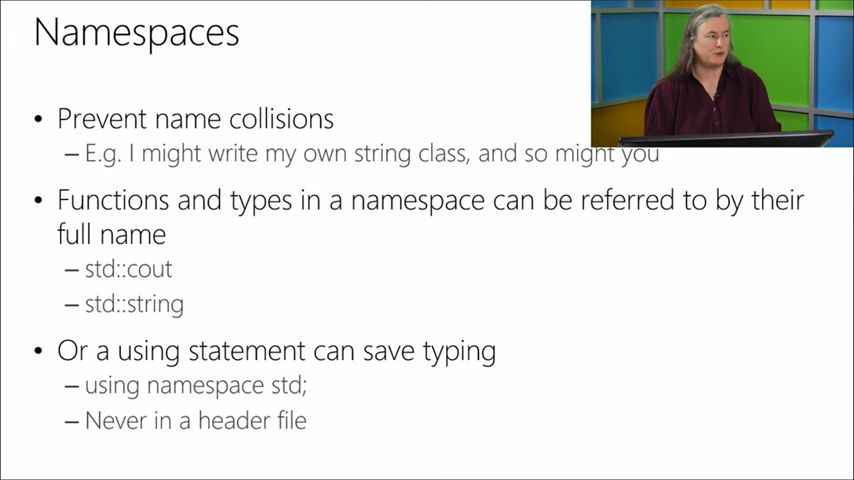 Namespaces
• Prevent name collisions
– E.g. I might write my own string class, and so might you
• Functions and types in a namespace can be referred to by their
full name
– std::cout
– std::string
• Or a using statement can save typing
– using namespace std;
– Never in a header file